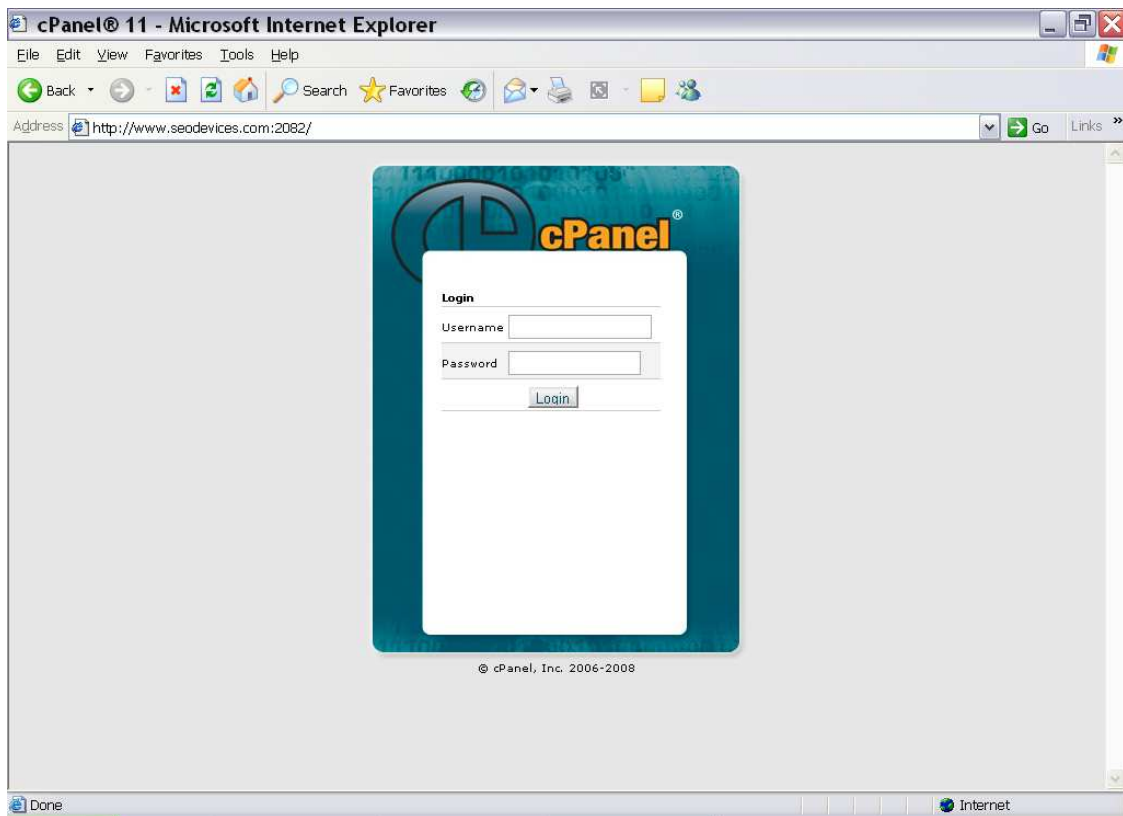 cPanel® 11 - Microsoft Internet Explorer
File Edit View Favorites Tools Help
Back Search Favorites
Address http://www.seodevices.com:2082/ Go Links »
cPanel®
Login
Username
Password
Login
© cPanel, Inc. 2006-2008
Done Internet